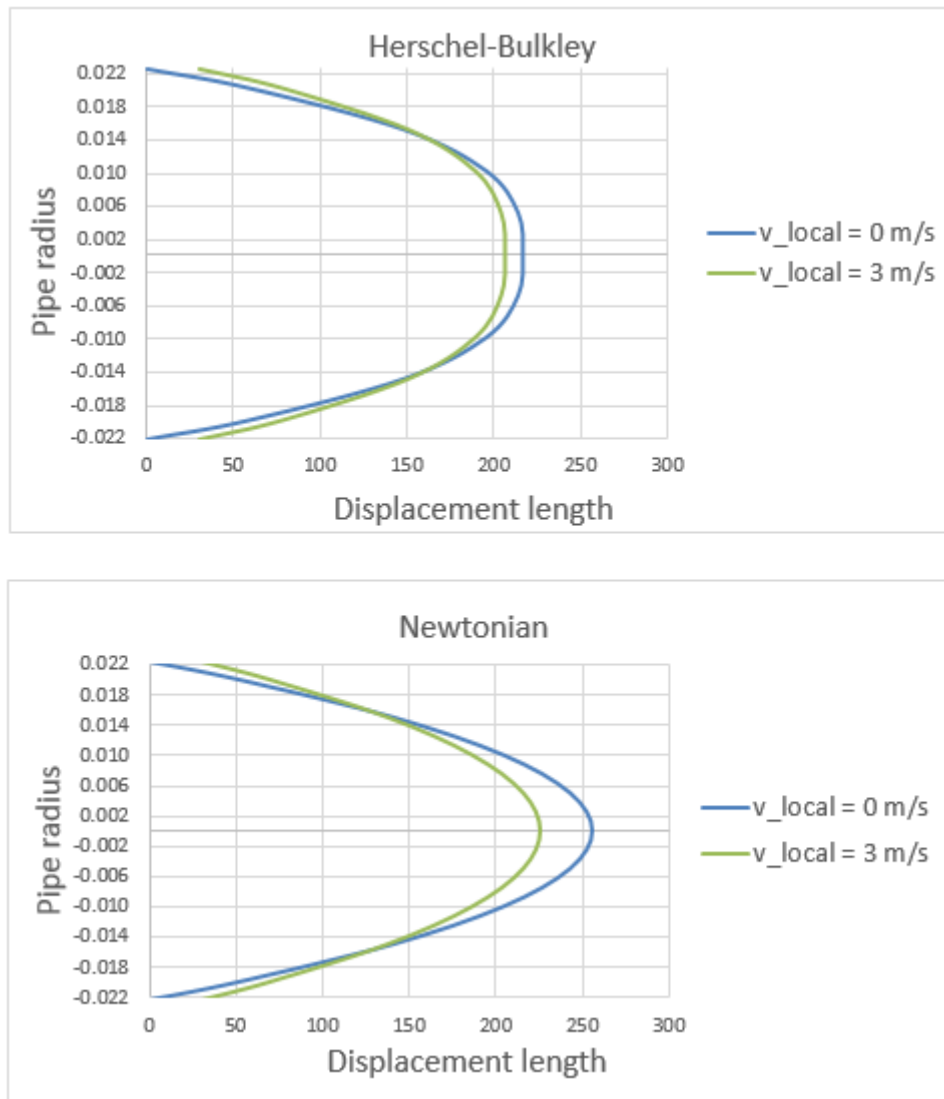 Herschel-Bulkley
0.022
0.018
0.014
0.010
0.006
0.002
-0.002
-0.006
-0.010
-0.014
-0.018
-0.022
Pipe radius
0 50 100 150 200 250 300
Displacement length
v_local = 0 m/s
v_local = 3 m/s
Newtonian
0.022
0.018
0.014
0.010
0.006
0.002
-0.002
-0.006
-0.010
-0.014
-0.018
-0.022
Pipe radius
0 50 100 150 200 250 300
Displacement length
v_local = 0 m/s
v_local = 3 m/s